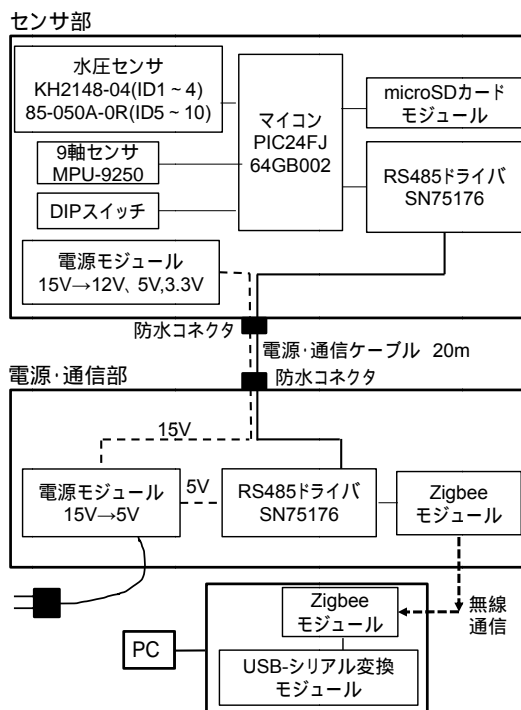 センサ部
水圧センサ
KH2148-04(ID1~4)
85-050A-0R(ID5~10)
9軸センサ
MPU-9250
DIPスイッチ
マイコン
PIC24FJ
64GB002
microSDカード
モジュール
RS485ドライバ
SN75176
電源モジュール
15V→12V、5V,3.3V
防水コネクタ
電源・通信ケーブル 20m
防水コネクタ
電源・通信部
15V
電源モジュール
15V→5V
5V
RS485ドライバ
SN75176
Zigbee
モジュール
無線
通信
Zigbee
モジュール
PC
USB-シリアル変換
モジュール